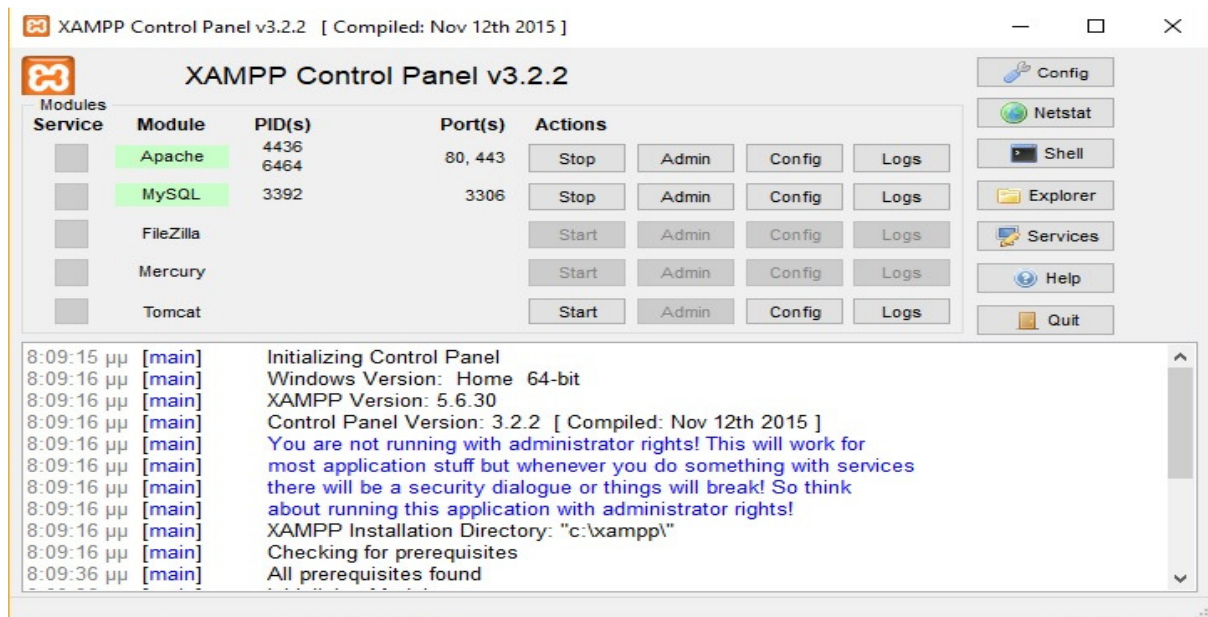 XAMPP Control Panel v3.2.2 [ Compiled: Nov 12th 2015 ]
XAMPP Control Panel v3.2.2
Config
Modules
Service Module PID(s) Port(s) Actions
Netstat
Apache 4436 6464 80, 443 Stop Admin Config Logs
Shell
MySQL 3392 3306 Stop Admin Config Logs
Explorer
FileZilla Start Admin Config Logs
Services
Mercury Start Admin Config Logs
Help
Tomcat Start Admin Config Logs
Quit
8:09:15 μμ [main] Initializing Control Panel
8:09:16 μμ [main] Windows Version: Home 64-bit
8:09:16 μμ [main] XAMPP Version: 5.6.30
8:09:16 μμ [main] Control Panel Version: 3.2.2 [ Compiled: Nov 12th 2015 ]
8:09:16 μμ [main] You are not running with administrator rights! This will work for
8:09:16 μμ [main] most application stuff but whenever you do something with services
8:09:16 μμ [main] there will be a security dialogue or things will break! So think
8:09:16 μμ [main] about running this application with administrator rights!
8:09:16 μμ [main] XAMPP Installation Directory: "c:\xampp\"
8:09:16 μμ [main] Checking for prerequisites
8:09:36 μμ [main] All prerequisites found